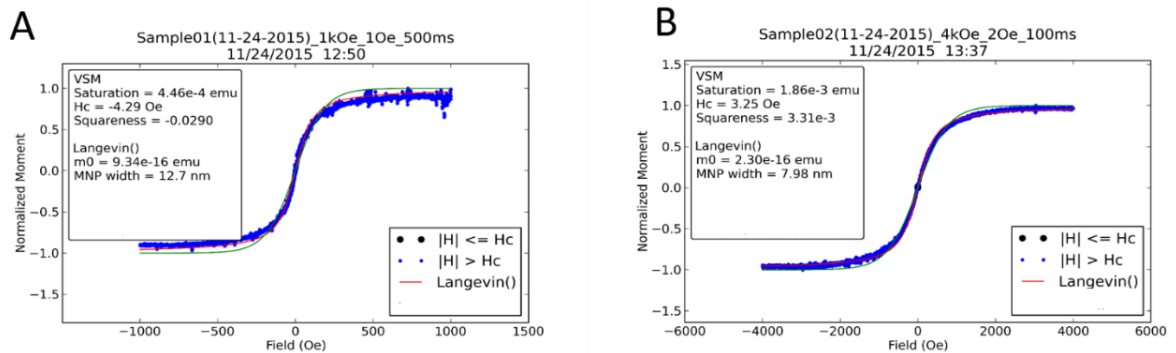 A
Sample01(11-24-2015)_1kOe_1Oe_500ms
11/24/2015 12:50
VSM
Saturation = 4.46e-4 emu
Hc = -4.29 Oe
Squareness = -0.0290
Langevin()
m0 = 9.34e-16 emu
MNP width = 12.7 nm
1.0
0.5
0.0
−0.5
−1.0
−1.5
Normalized Moment
|H| <= Hc
|H| > Hc
Langevin()
−1000
−500
0
500
1000
1500
Field (Oe)
B
Sample02(11-24-2015)_4kOe_2Oe_100ms
11/24/2015 13:37
VSM
Saturation = 1.86e-3 emu
Hc = 3.25 Oe
Squareness = 3.31e-3
Langevin()
m0 = 2.30e-16 emu
MNP width = 7.98 nm
1.5
1.0
0.5
0.0
−0.5
−1.0
−1.5
Normalized Moment
|H| <= Hc
|H| > Hc
Langevin()
−6000
−4000
−2000
0
2000
4000
6000
Field (Oe)